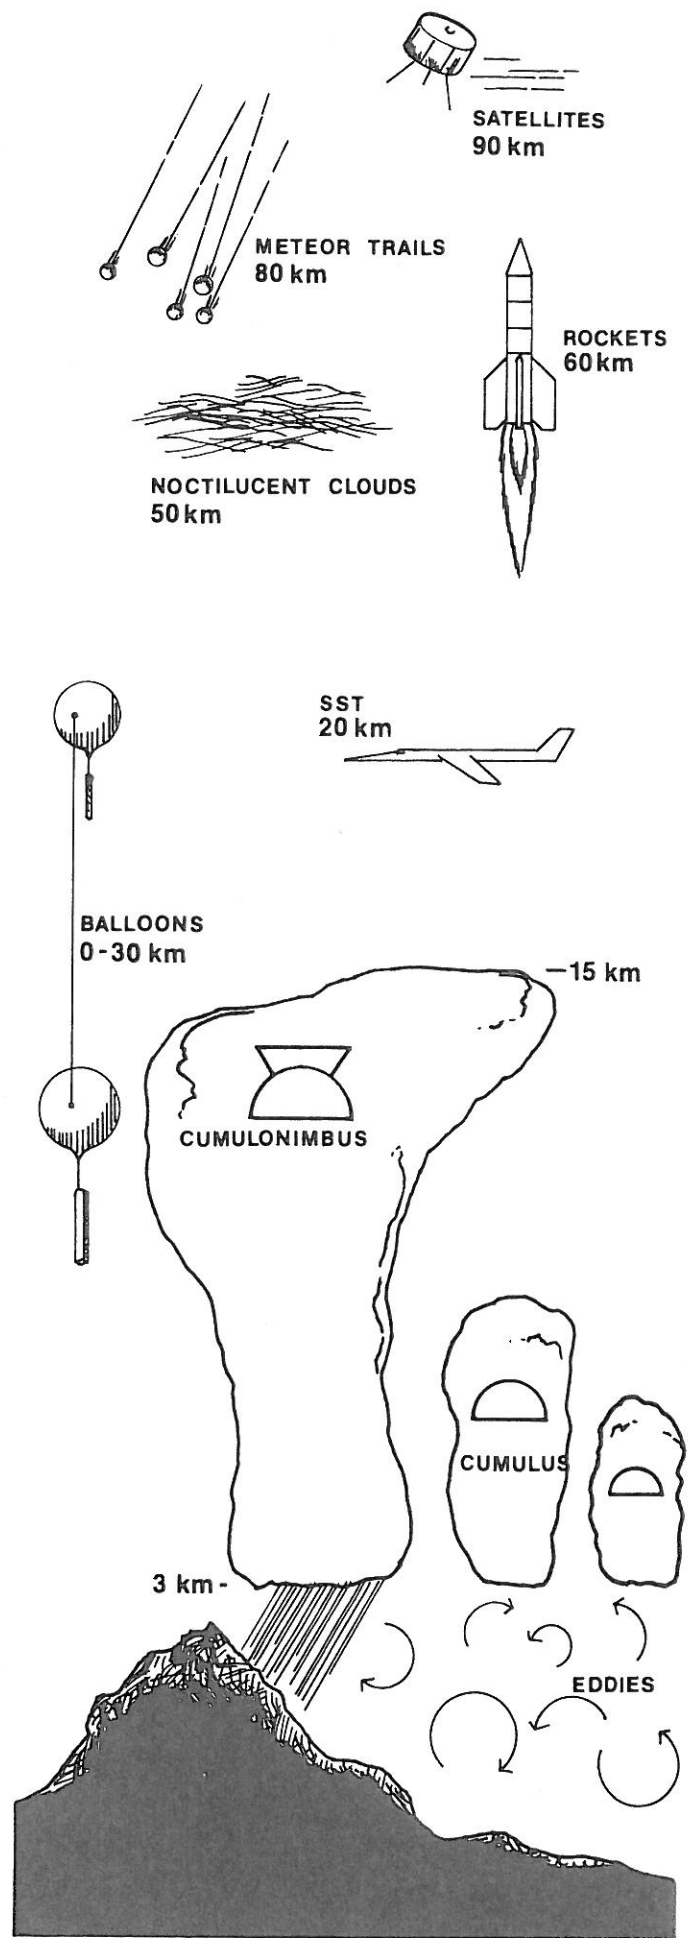 SATELLITES
90 km
METEOR TRAILS
80 km
ROCKETS
60 km
NOCTILUCENT CLOUDS
50 km
SST
20 km
BALLOONS
0-30 km
—15 km
CUMULONIMBUS
CUMULUS
3 km -
EDDIES